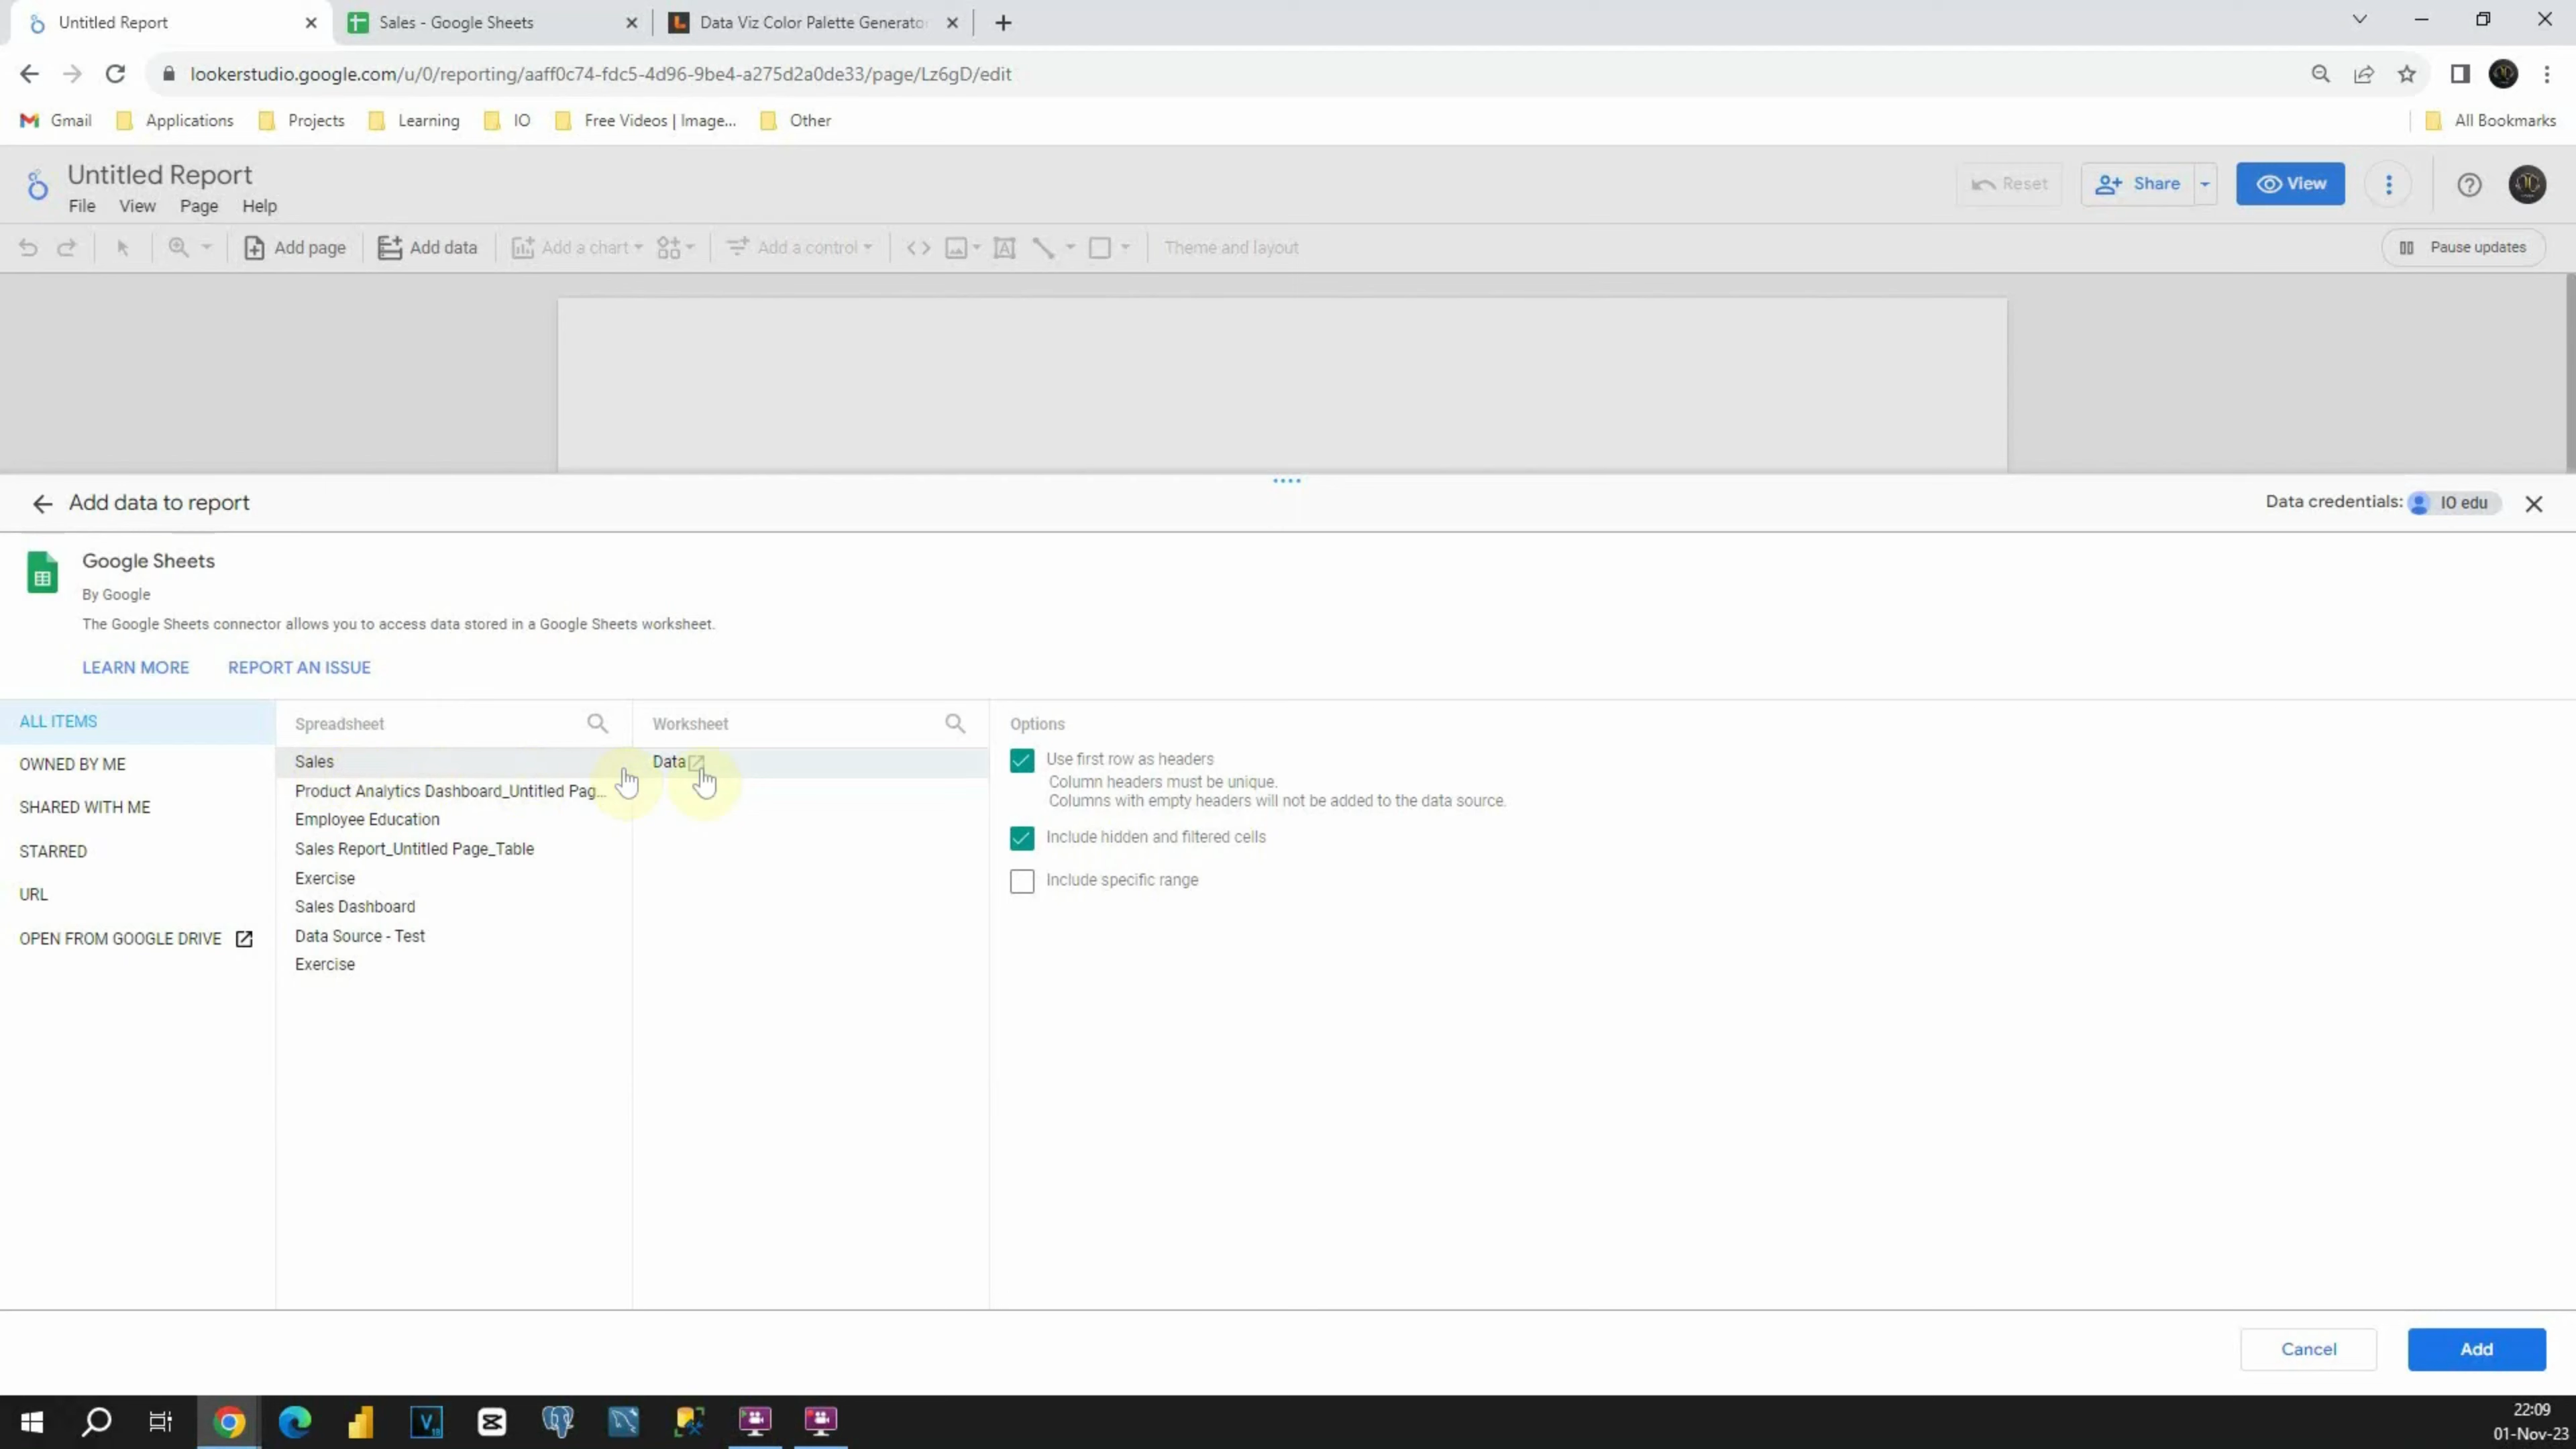 Untitled Report
Sales - Google Sheets
Data Viz Color Palette Generato
lookerstudio.google.com/u/0/reporting/aaff0c74-fdc5-4d96-9be4-a275d2a0de33/page/Lz6gD/edit
Gmail Applications Projects Learning IO Free Videos | Image... Other All Bookmarks
Untitled Report
File View Page Help
Reset Share View
Add page Add data Add a chart Add a control Theme and layout Pause updates
Add data to report
Data credentials: IO edu
Google Sheets
By Google
The Google Sheets connector allows you to access data stored in a Google Sheets worksheet.
LEARN MORE REPORT AN ISSUE
ALL ITEMS
OWNED BY ME
SHARED WITH ME
STARRED
URL
OPEN FROM GOOGLE DRIVE
Spreadsheet
Sales
Product Analytics Dashboard_Untitled Pag...
Employee Education
Sales Report_Untitled Page_Table
Exercise
Sales Dashboard
Data Source - Test
Exercise
Worksheet
Data
Options
Use first row as headers
Column headers must be unique.
Columns with empty headers will not be added to the data source.
Include hidden and filtered cells
Include specific range
Cancel Add
22:09
01-Nov-23